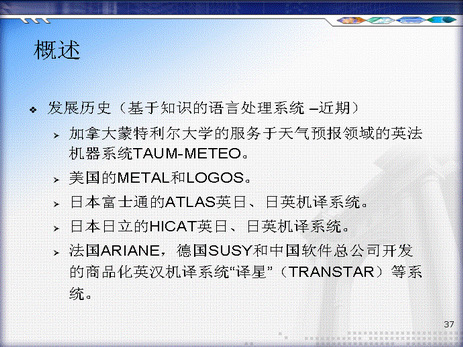 概述
发展历史（基于知识的语言处理系统 –近期）
加拿大蒙特利尔大学的服务于天气预报领域的英法
机器系统TAUM-METEO。
美国的METAL和LOGOS。
日本富士通的ATLAS英日、日英机译系统。
日本日立的HICAT英日、日英机译系统。
法国ARIANE，德国SUSY和中国软件总公司开发
的商品化英汉机译系统“译星”（TRANSTAR）等系
统。
37